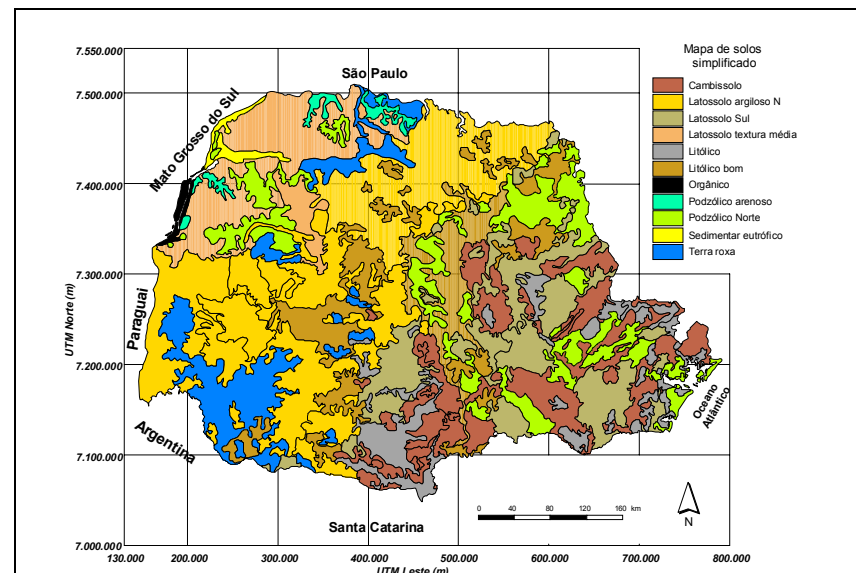 7.550.000
7.500.000
7.400.000
7.300.000
7.200.000
7.100.000
7.000.000
UTM Norte (m)
São Paulo
Mato Grosso do Sul
Paraguai
Argentina
Santa Catarina
Oceano
Atlântico
Mapa de solos
simplificado
Cambissolo
Latossolo argiloso N
Latossolo Sul
Latossolo textura média
Litólico
Litólico bom
Orgânico
Podzólico arenoso
Podzólico Norte
Sedimentar eutrófico
Terra roxa
0 40 80 120 160 km
N
130.000 200.000 300.000 400.000 500.000 600.000 700.000 800.000
UTM Leste (m)